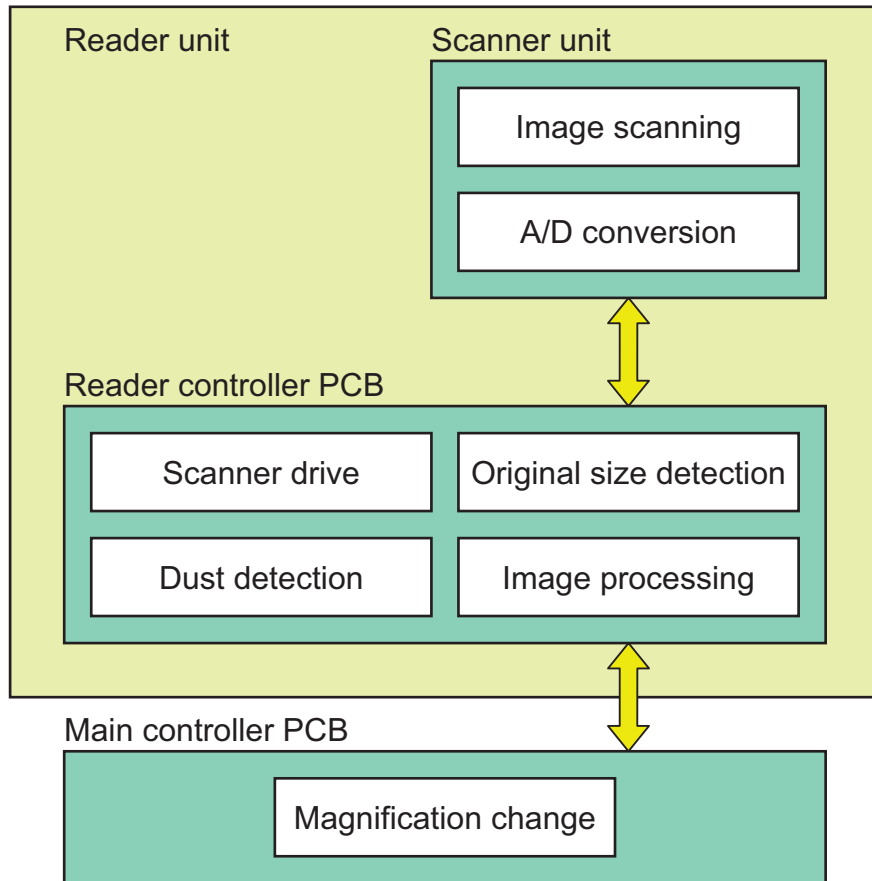 Reader unit
Scanner unit
Image scanning
A/D conversion
Reader controller PCB
Scanner drive
Original size detection
Dust detection
Image processing
Main controller PCB
Magnification change